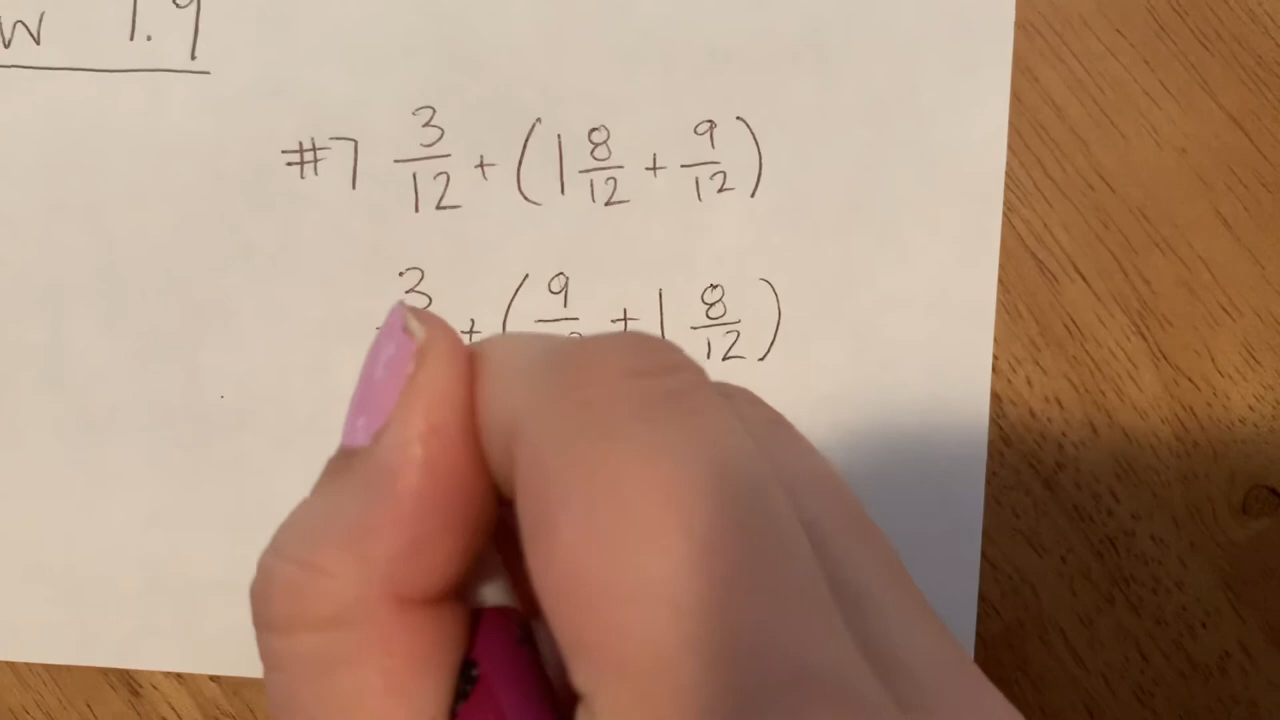 w 1.9
#7 3/12 + (1 8/12 + 9/12)
3 + (9 + 1 8/12)